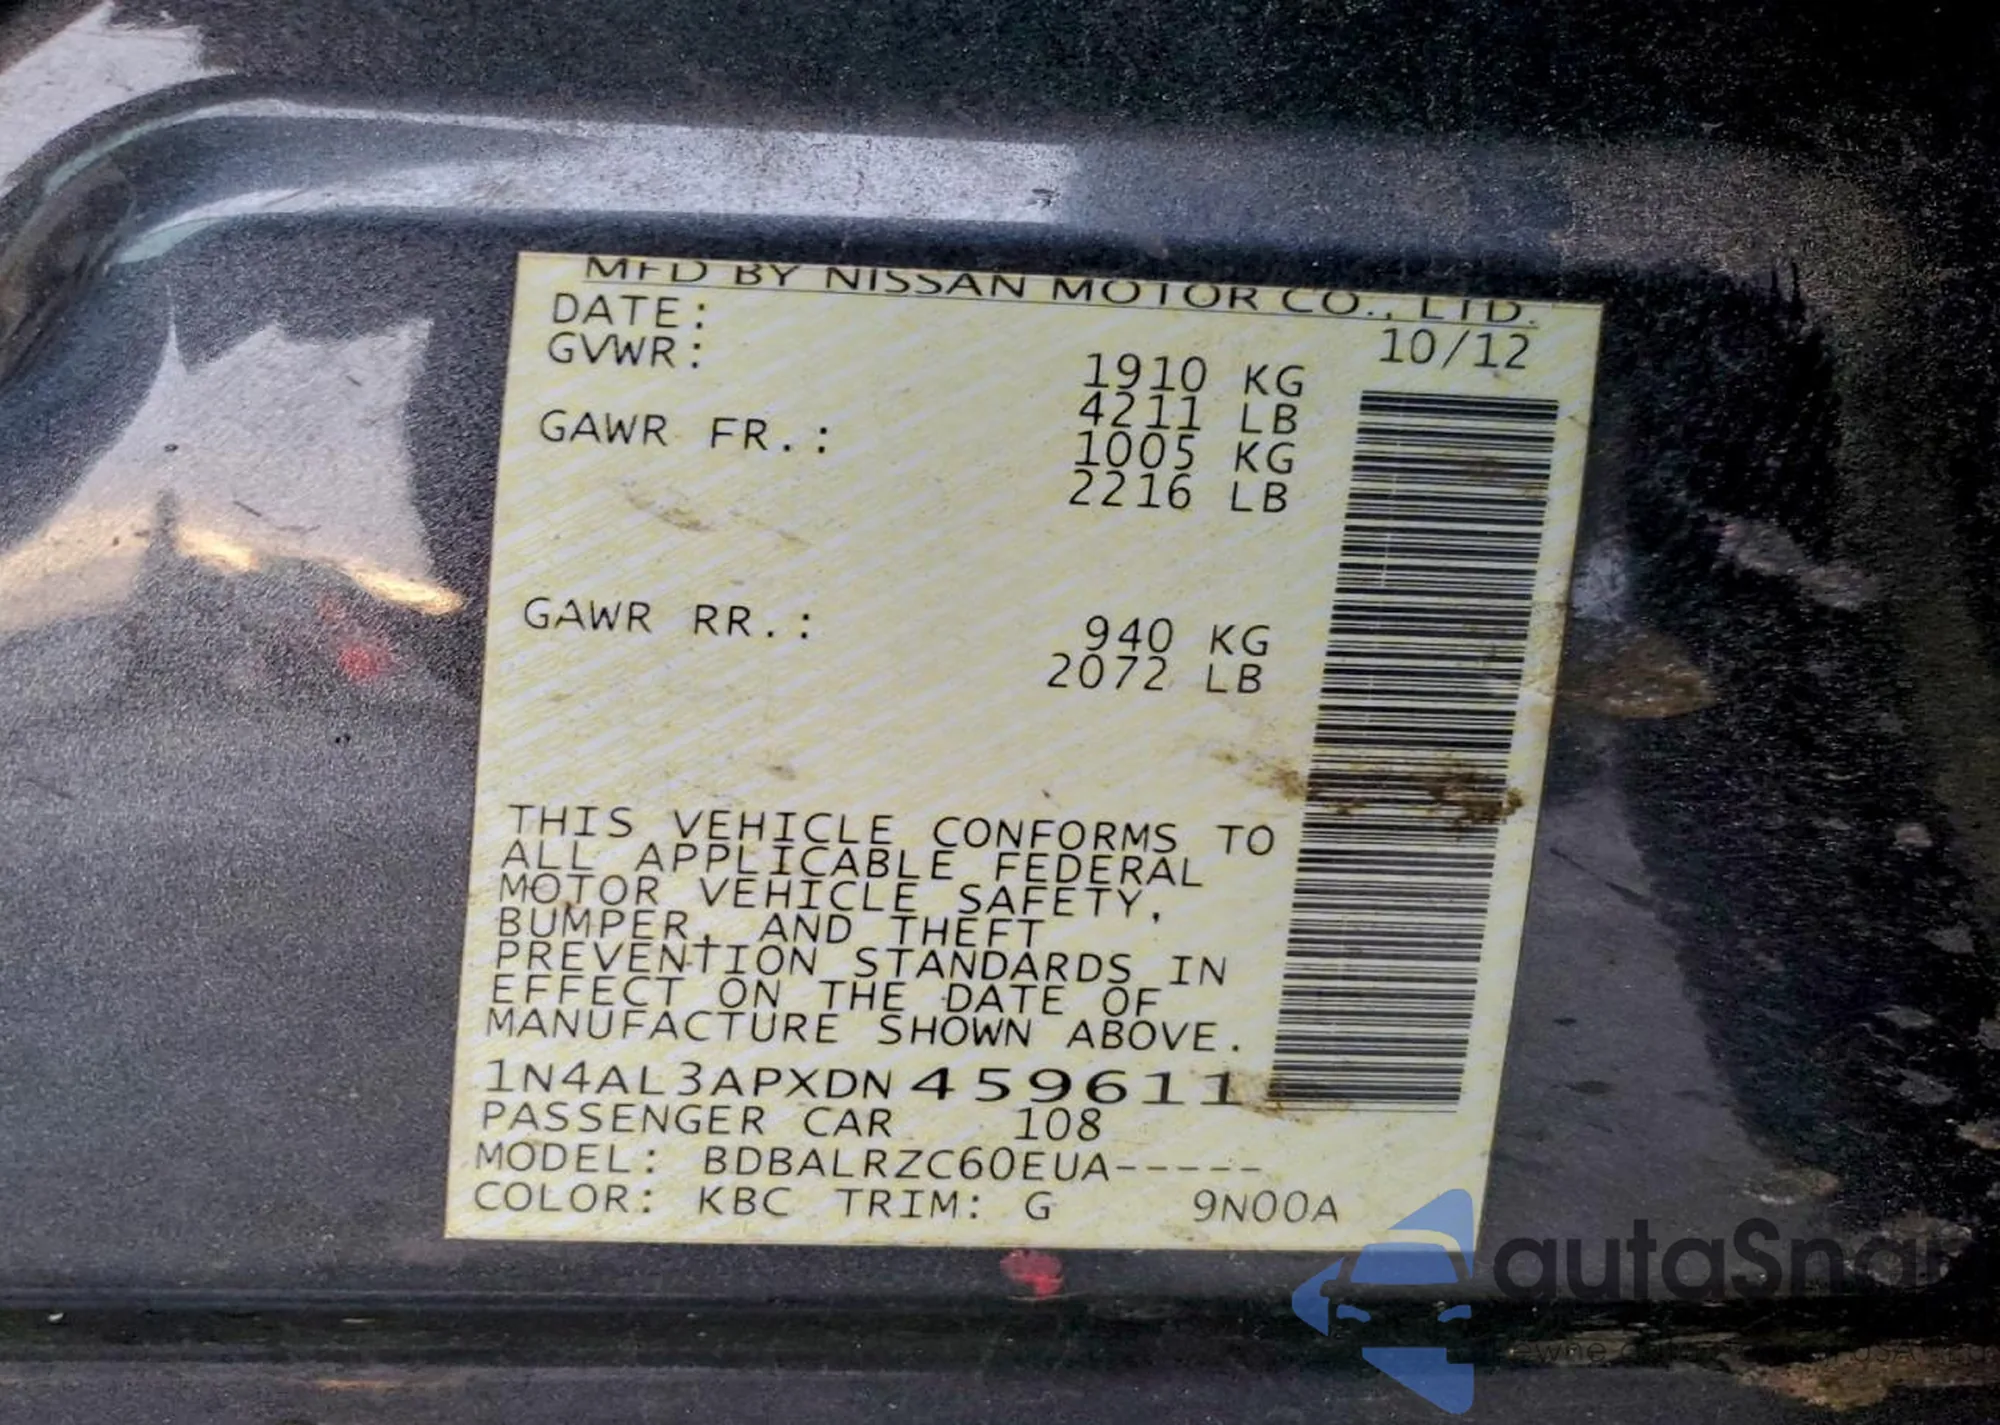 MFD BY NISSAN MOTOR CO., LTD.
DATE: 10/12
GVWR: 1910 KG
4211 LB
GAWR FR.: 1005 KG
2216 LB
GAWR RR.: 940 KG
2072 LB
THIS VEHICLE CONFORMS TO
ALL APPLICABLE FEDERAL
MOTOR VEHICLE SAFETY,
BUMPER, AND THEFT
PREVENTION STANDARDS IN
EFFECT ON THE DATE OF
MANUFACTURE SHOWN ABOVE.
1N4AL3APXDN459611
PASSENGER CAR 108
MODEL: BDBALRZC60EUA-----
COLOR: KBC TRIM: G 9N00A
autaSnar